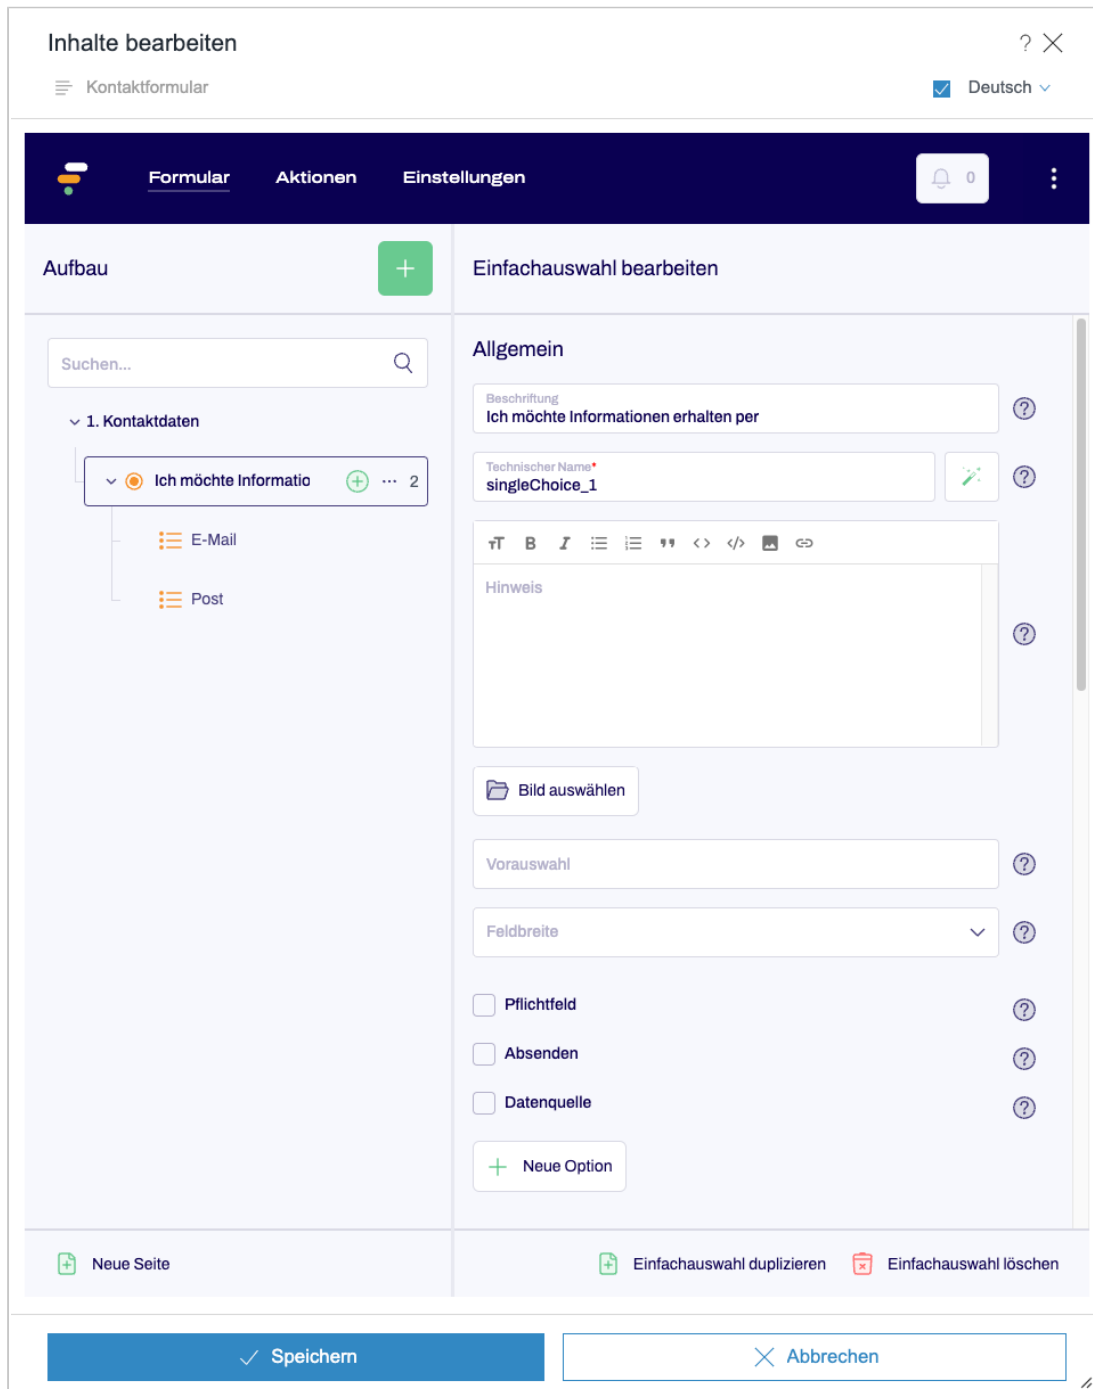 Inhalte bearbeiten
?
Kontaktformular
Deutsch
Formular Aktionen Einstellungen
0
Aufbau
Einfachauswahl bearbeiten
Suchen...
1. Kontaktdaten
Ich möchte Informatio
2
E-Mail
Post
Allgemein
Beschriftung
Ich möchte Informationen erhalten per
?
Technischer Name*
singleChoice_1
?
Hinweis
?
Bild auswählen
Vorauswahl
?
Feldbreite
?
Pflichtfeld
?
Absenden
?
Datenquelle
?
Neue Option
Neue Seite
Einfachauswahl duplizieren
Einfachauswahl löschen
Speichern
Abbrechen